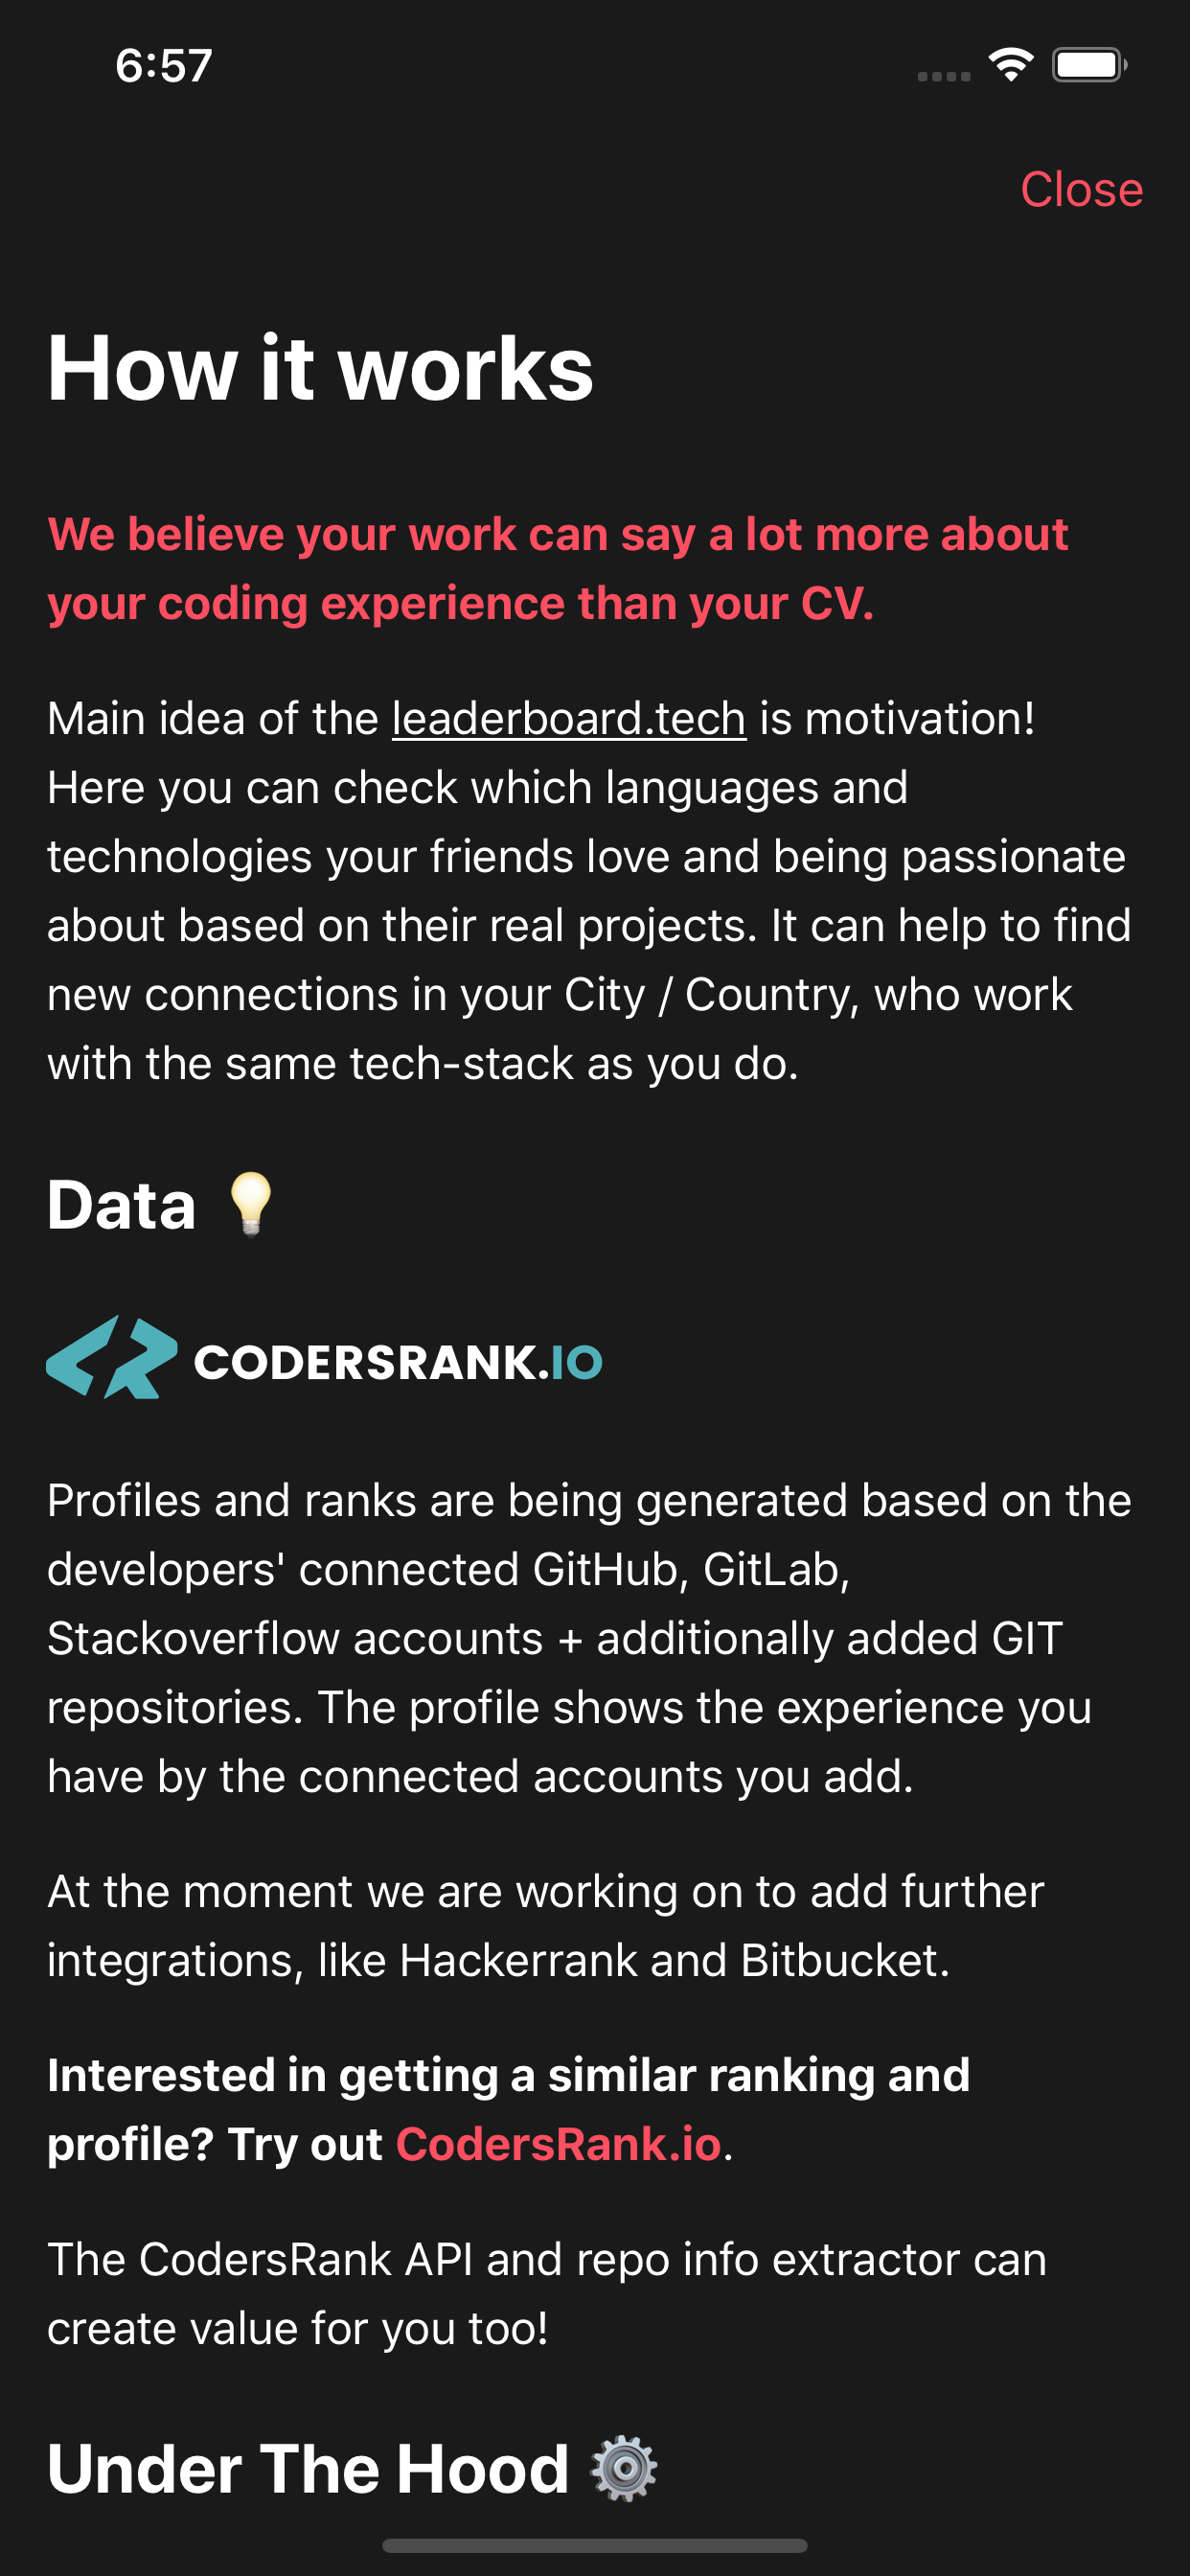 6:57
Close
How it works
We believe your work can say a lot more about
your coding experience than your CV.
Main idea of the leaderboard.tech is motivation!
Here you can check which languages and
technologies your friends love and being passionate
about based on their real projects. It can help to find
new connections in your City / Country, who work
with the same tech-stack as you do.
Data 💡
CODERSRANK.IO
Profiles and ranks are being generated based on the
developers' connected GitHub, GitLab,
Stackoverflow accounts + additionally added GIT
repositories. The profile shows the experience you
have by the connected accounts you add.
At the moment we are working on to add further
integrations, like Hackerrank and Bitbucket.
Interested in getting a similar ranking and
profile? Try out CodersRank.io.
The CodersRank API and repo info extractor can
create value for you too!
Under The Hood ⚙️